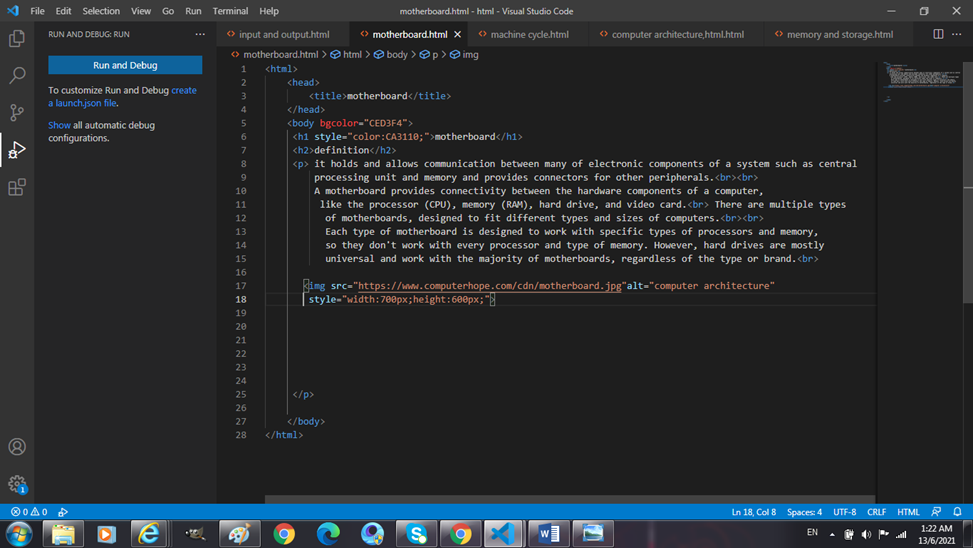 File Edit Selection View Go Run Terminal Help motherboard.html - html - Visual Studio Code
RUN AND DEBUG: RUN ···
Run and Debug
To customize Run and Debug create
a launch.json file.
Show all automatic debug
configurations.
input and output.html motherboard.html machine cycle.html computer architecture,html.html memory and storage.html
motherboard.html > html > body > p > img
1 <html>
2 <head>
3 <title>motherboard</title>
4 </head>
5 <body bgcolor="CED3F4">
6 <h1 style="color:CA3110;">motherboard</h1>
7 <h2>definition</h2>
8 <p> it holds and allows communication between many of electronic components of a system such as central
9 processing unit and memory and provides connectors for other peripherals.<br><br>
10 A motherboard provides connectivity between the hardware components of a computer,
11 like the processor (CPU), memory (RAM), hard drive, and video card.<br> There are multiple types
12 of motherboards, designed to fit different types and sizes of computers.<br><br>
13 Each type of motherboard is designed to work with specific types of processors and memory,
14 so they don't work with every processor and type of memory. However, hard drives are mostly
15 universal and work with the majority of motherboards, regardless of the type or brand.<br>
16
17 <img src="https://www.computerhope.com/cdn/motherboard.jpg"alt="computer architecture"
18 style="width:700px;height:600px;">
19
20
21
22
23
24
25 </p>
26
27 </body>
28 </html>
1
0 0 Ln 18, Col 8 Spaces: 4 UTF-8 CRLF HTML
EN 1:22 AM
13/6/2021